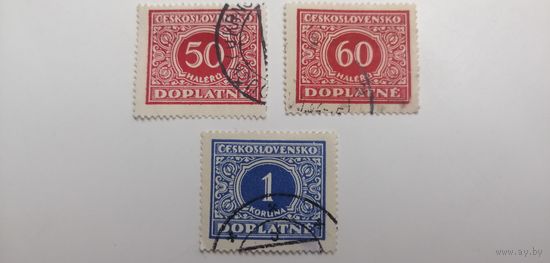 ČESKOSLOVENSKO
50
HALÉŘŮ
DOPLATNÉ
ČESKOSLOVENSKO
60
HALÉŘŮ
DOPLATNÉ
ČESKOSLOVENSKO
1
KORUNA
DOPLATNÉ
www.ay.by